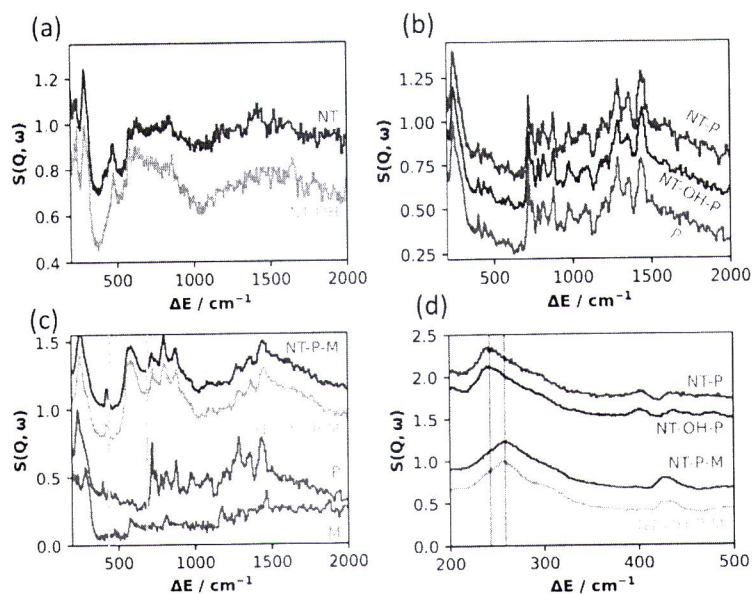 (a)
1.2
1.0
0.8
0.6
0.4
S(Q, ω)
NT
500
1000
1500
2000
ΔE / cm⁻¹
(b)
1.25
1.00
0.75
0.50
0.25
S(Q, ω)
NT-P
NT-OH-P
P
500
1000
1500
2000
ΔE / cm⁻¹
(c)
1.5
1.0
0.5
0.0
S(Q, ω)
NT-P-M
P
M
500
1000
1500
2000
ΔE / cm⁻¹
(d)
2.5
2.0
1.5
1.0
0.5
0.0
S(Q, ω)
NT-P
NT-OH-P
NT-P-M
200
300
400
500
ΔE / cm⁻¹